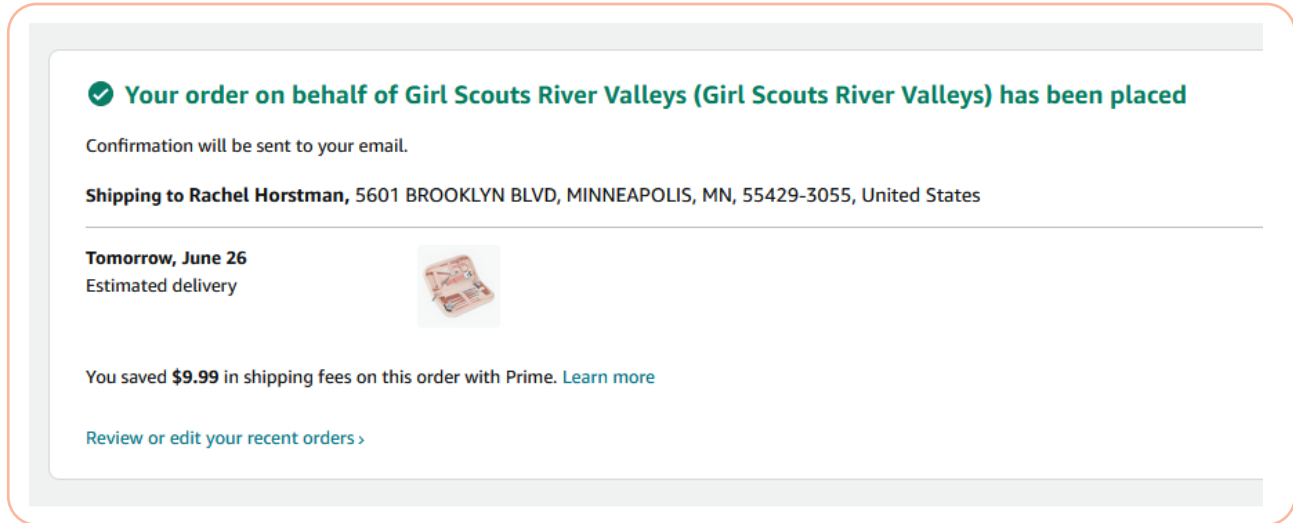 Your order on behalf of Girl Scouts River Valleys (Girl Scouts River Valleys) has been placed
Confirmation will be sent to your email.
Shipping to Rachel Horstman, 5601 BROOKLYN BLVD, MINNEAPOLIS, MN, 55429-3055, United States
Tomorrow, June 26
Estimated delivery
You saved $9.99 in shipping fees on this order with Prime. Learn more
Review or edit your recent orders ›